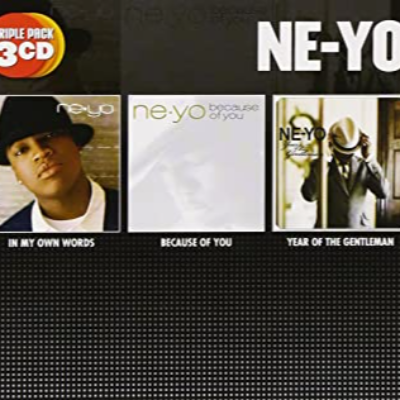 TRIPLE PACK
3CD
NE-YO
ne-yo
ne-yo because
of you
NE-YO
IN MY OWN WORDS
BECAUSE OF YOU
YEAR OF THE GENTLEMAN